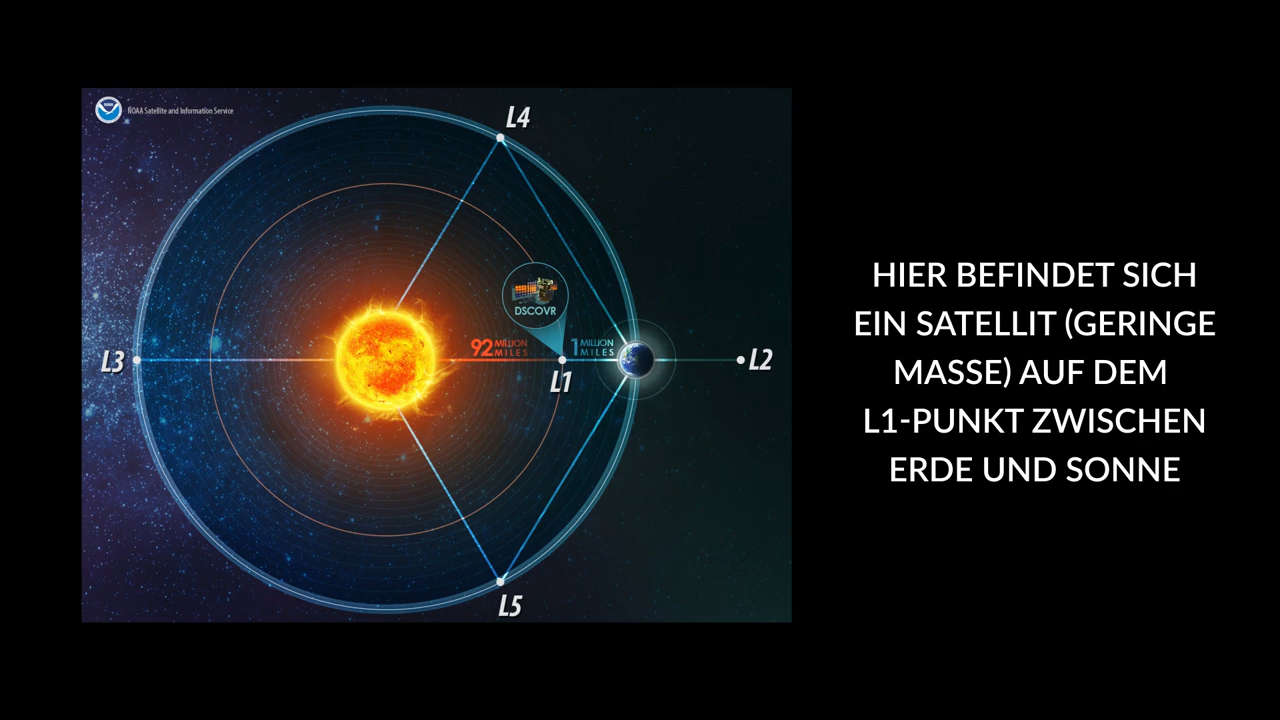 NOAA Satellite and Information Service
L4
DSCOVR
92 MILLION MILES
1 MILLION MILES
L3
L1
L2
L5
HIER BEFINDET SICH
EIN SATELLIT (GERINGE
MASSE) AUF DEM
L1-PUNKT ZWISCHEN
ERDE UND SONNE